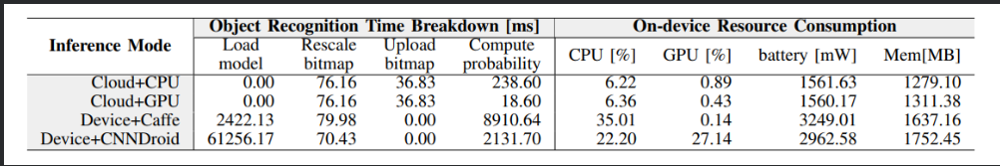 Object Recognition Time Breakdown [ms] On-device Resource Consumption
Inference Mode Load model Rescale bitmap Upload bitmap Compute probability CPU [%] GPU [%] battery [mW] Mem[MB]
Cloud+CPU 0.00 76.16 36.83 238.60 6.22 0.89 1561.63 1279.10
Cloud+GPU 0.00 76.16 36.83 18.60 6.36 0.43 1560.17 1311.38
Device+Caffe 2422.13 79.98 0.00 8910.64 35.01 0.14 3249.01 1637.16
Device+CNNDroid 61256.17 70.43 0.00 2131.70 22.20 27.14 2962.58 1752.45